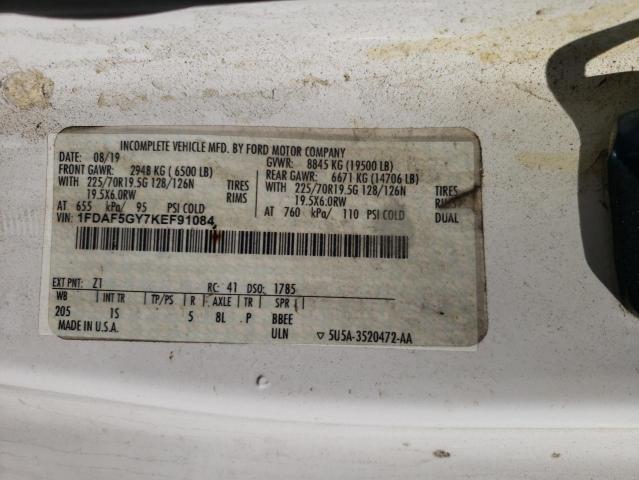 INCOMPLETE VEHICLE MFD. BY FORD MOTOR COMPANY
DATE: 08/19 GVWR: 8845 KG (19500 LB)
FRONT GAWR: 2948 KG ( 6500 LB) REAR GAWR: 6671 KG (14706 LB)
WITH 225/70R19.5G 128/126N TIRES WITH 225/70R19.5G 128/126N TIRES
19.5X6.0RW RIMS 19.5X6.0RW
AT 655 kPa/ 95 PSI COLD AT 760 kPa/ 110 PSI COLD DUAL
VIN: 1FDAF5GY7KEF91084
EXT PNT: Z1 RC: 41 DSO: 1785
WB INT TR TP/PS R AXLE TR SPR
205 1S 5 8L P BBEE
MADE IN U.S.A. ULN ▽ 5U5A-3520472-AA